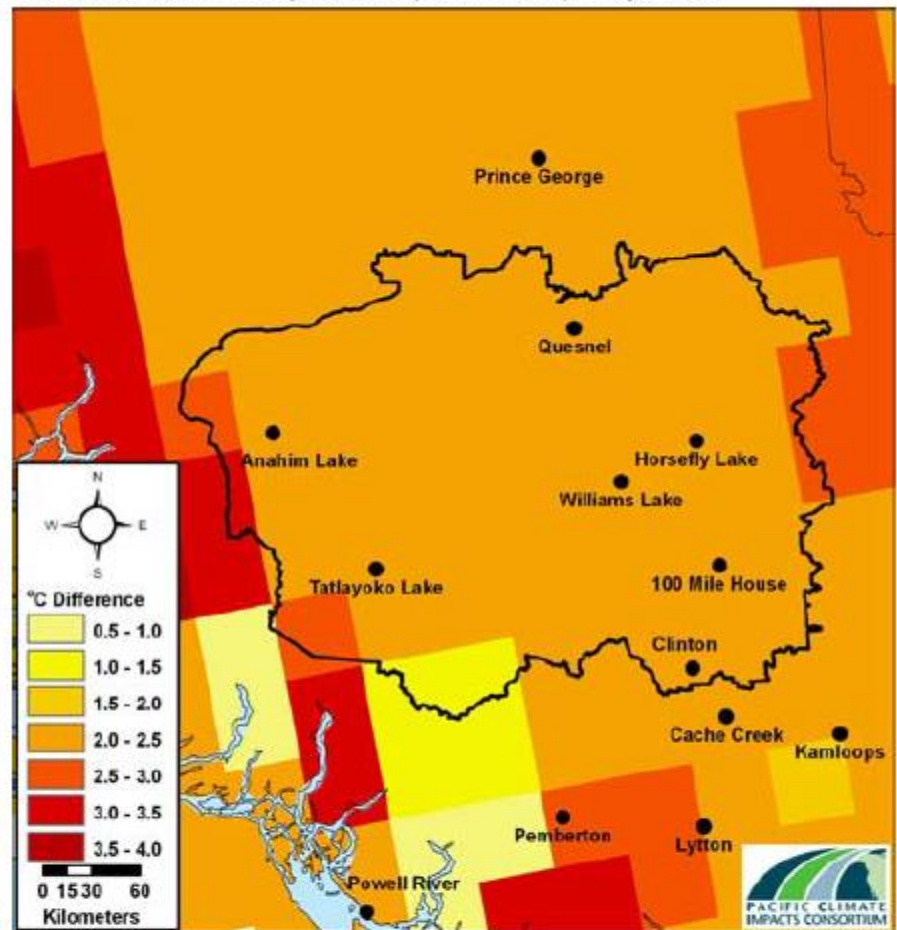 Prince George
Quesnel
Anahim Lake
Horsefly Lake
Williams Lake
Tatlayoko Lake
100 Mile House
Clinton
Cache Creek
Kamloops
Pemberton
Lytton
Powell River
N
W E
S
°C Difference
0.5 - 1.0
1.0 - 1.5
1.5 - 2.0
2.0 - 2.5
2.5 - 3.0
3.0 - 3.5
3.5 - 4.0
0 15 30 60
Kilometers
PACIFIC CLIMATE
IMPACTS CONSORTIUM